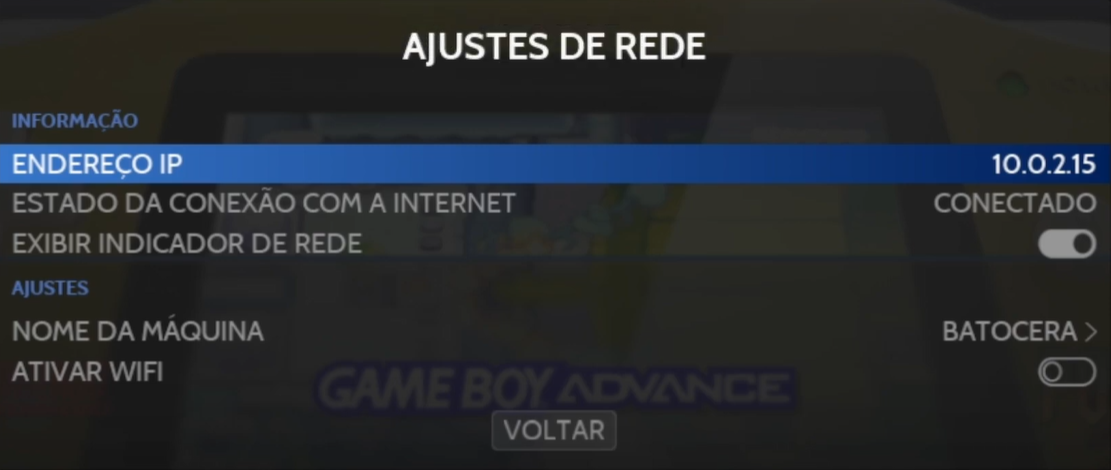 AJUSTES DE REDE
INFORMAÇÃO
ENDEREÇO IP 10.0.2.15
ESTADO DA CONEXÃO COM A INTERNET CONECTADO
EXIBIR INDICADOR DE REDE
AJUSTES
NOME DA MÁQUINA BATOCERA >
ATIVAR WIFI
GAME BOY ADVANCE
VOLTAR